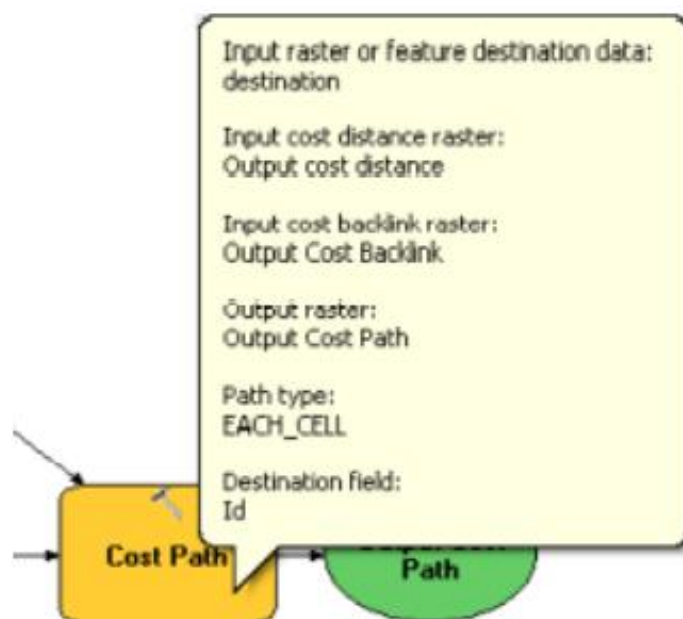 Input raster or feature destination data:
destination
Input cost distance raster:
Output cost distance
Input cost backlink raster:
Output Cost Backlink
Output raster:
Output Cost Path
Path type:
EACH_CELL
Destination field:
Id
Cost Path
Path